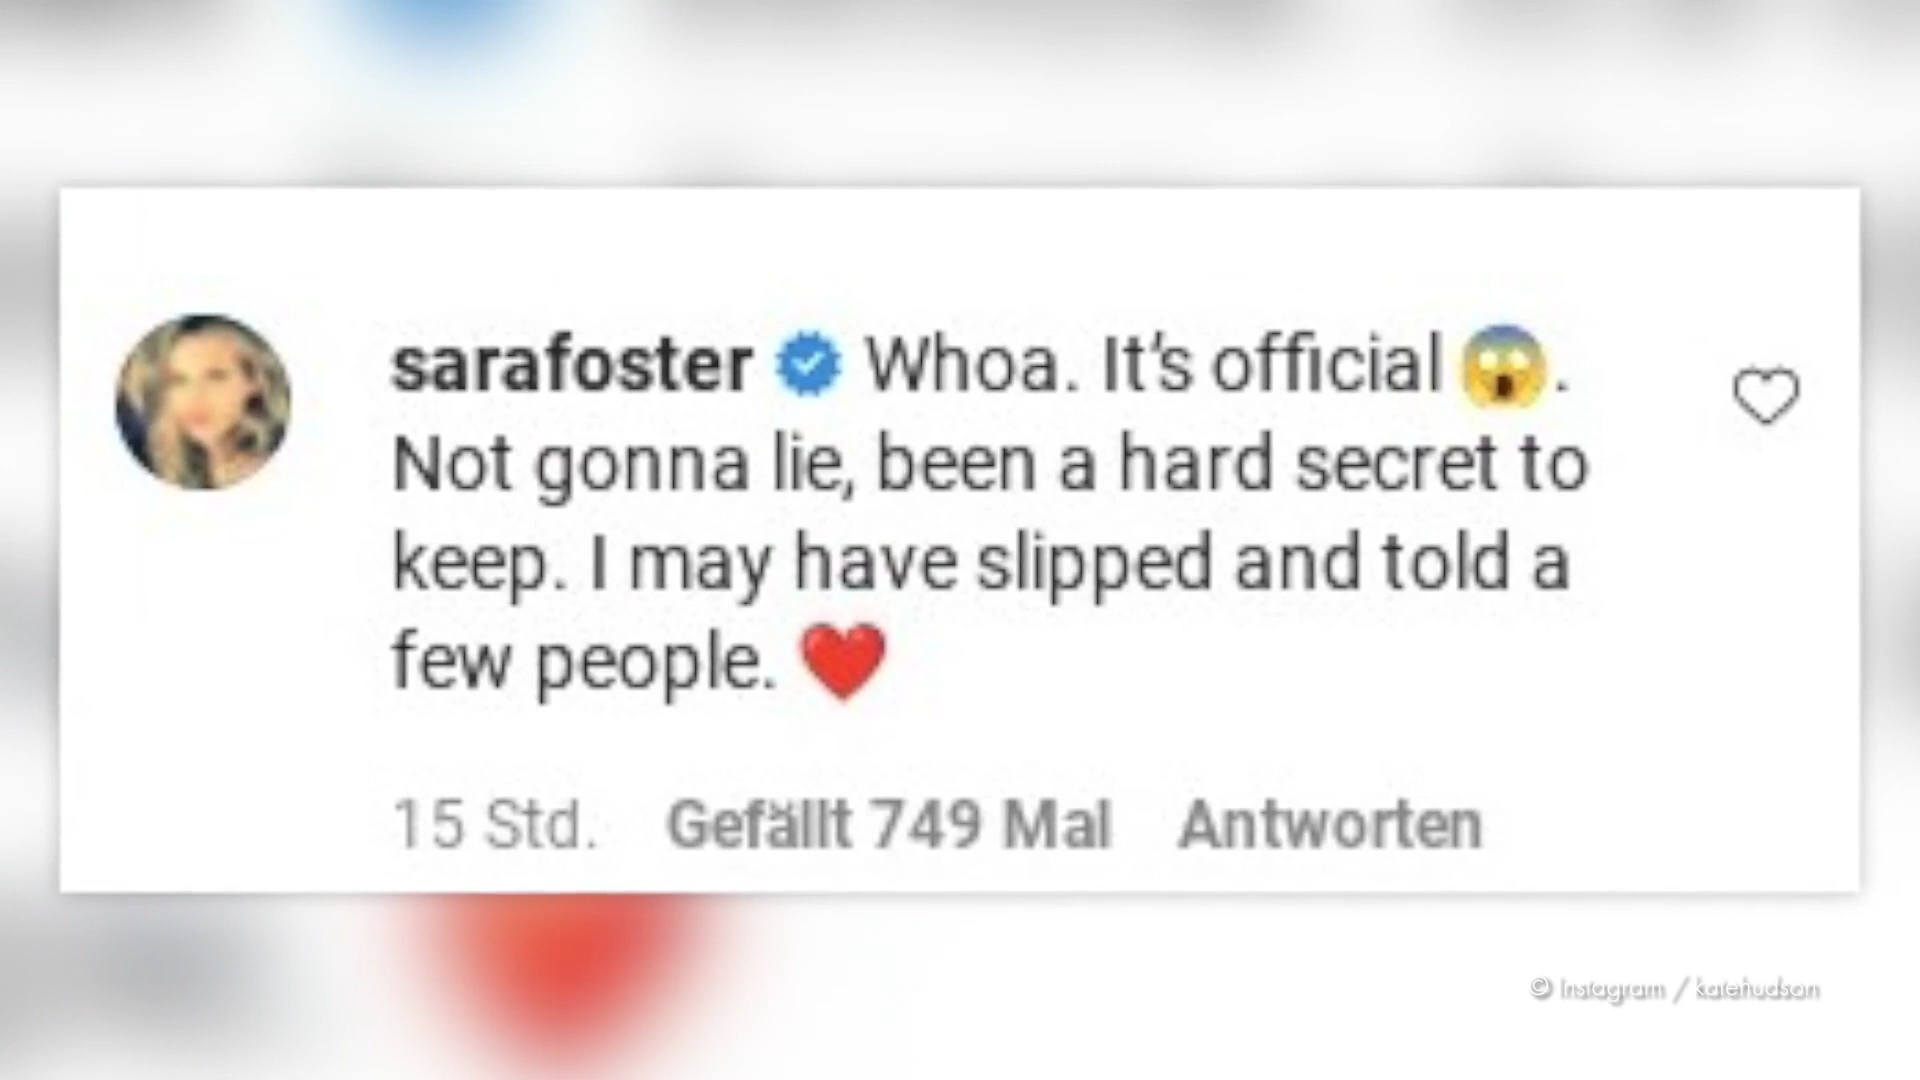 sarafoster Whoa. It's official 😱.
Not gonna lie, been a hard secret to
keep. I may have slipped and told a
few people. ❤️
15 Std. Gefällt 749 Mal Antworten
© Instagram / katehudson